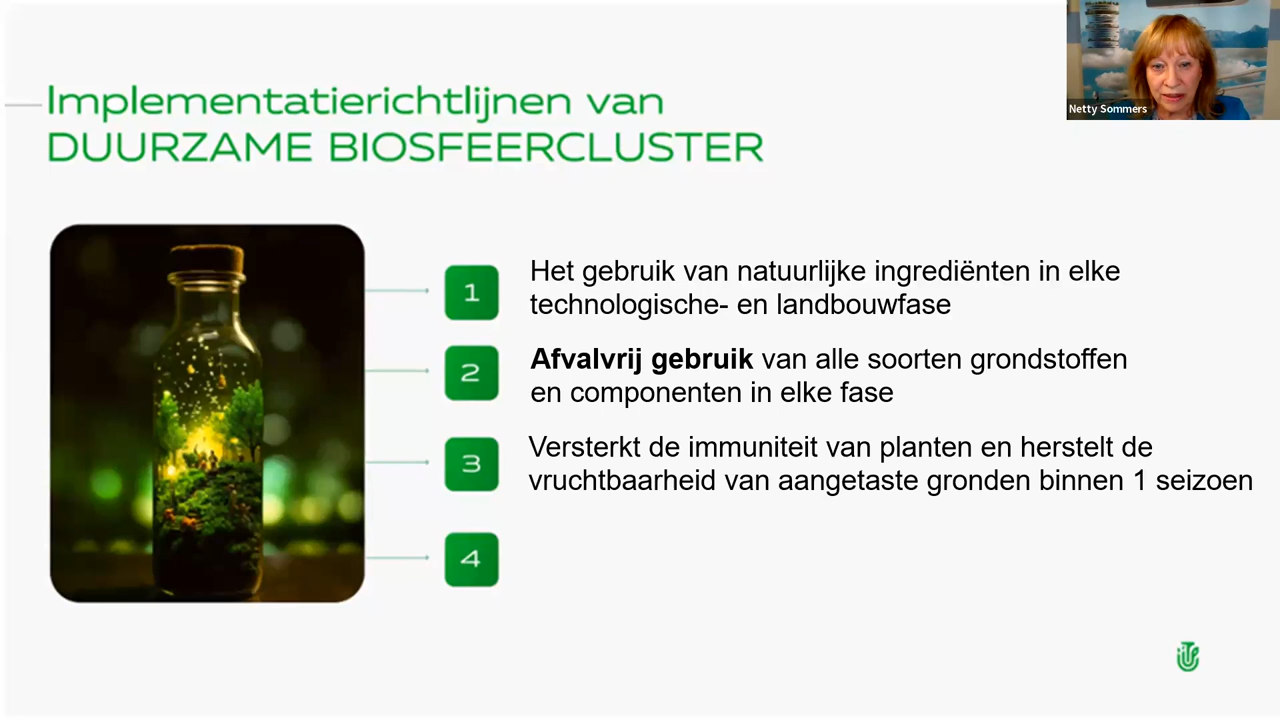 Implementatierichtlijnen van
DUURZAME BIOSFEERCLUSTER
Netty Sommers
1
Het gebruik van natuurlijke ingrediënten in elke
technologische- en landbouwfase
2
Afvalvrij gebruik van alle soorten grondstoffen
en componenten in elke fase
3
Versterkt de immuniteit van planten en herstelt de
vruchtbaarheid van aangetaste gronden binnen 1 seizoen
4